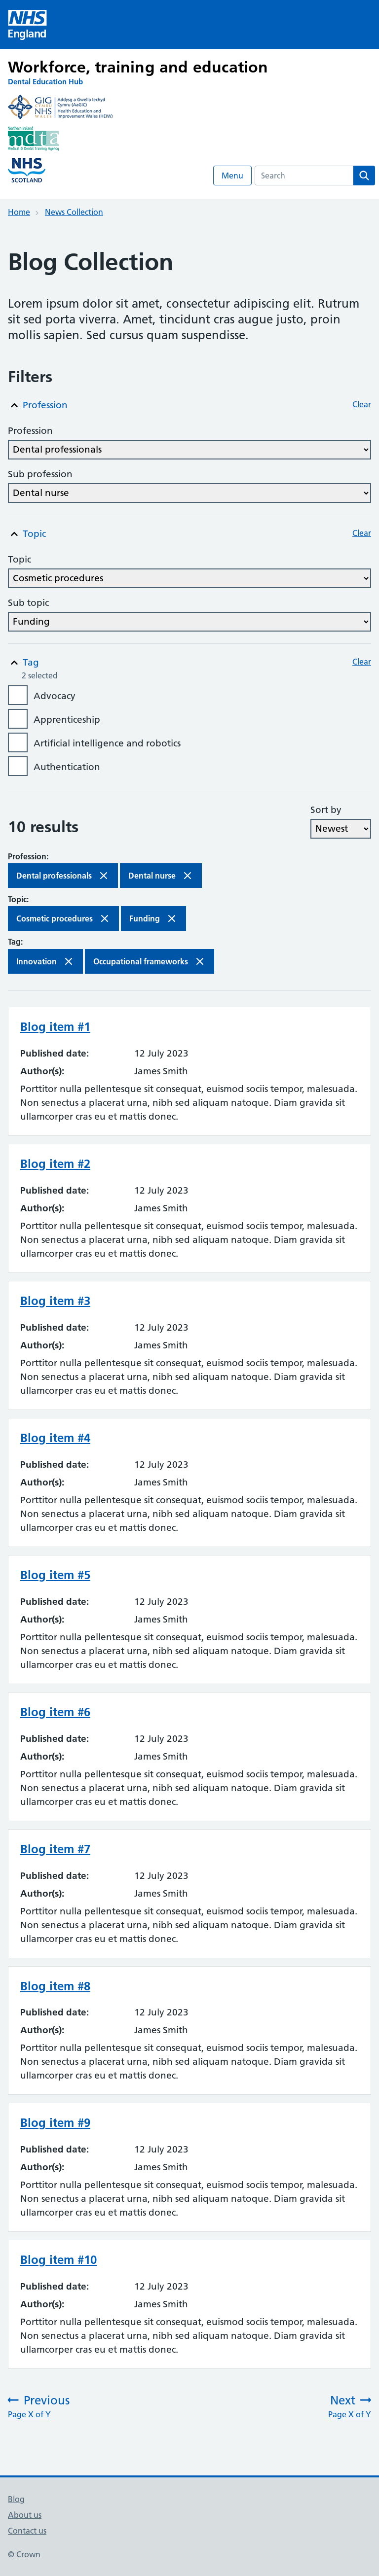 NHS
England
Workforce, training and education
Dental Education Hub
GIG
CYMRU
NHS
WALES
Addysg a Gwella Iechyd
Cymru (AaGIC)
Health Education and
Improvement Wales (HEIW)
Northern Ireland
mdta
Medical & Dental Training Agency
NHS
SCOTLAND
Menu
Search
Home
News Collection
Blog Collection
Lorem ipsum dolor sit amet, consectetur adipiscing elit. Rutrum
sit sed porta viverra. Amet, tincidunt cras augue justo, proin
mollis sapien. Sed cursus quam suspendisse.
Filters
Profession
Clear
Profession
Dental professionals
Sub profession
Dental nurse
Topic
Clear
Topic
Cosmetic procedures
Sub topic
Funding
Tag
Clear
2 selected
Advocacy
Apprenticeship
Artificial intelligence and robotics
Authentication
10 results
Sort by
Newest
Profession:
Dental professionals
Dental nurse
Topic:
Cosmetic procedures
Funding
Tag:
Innovation
Occupational frameworks
Blog item #1
Published date: 12 July 2023
Author(s): James Smith
Porttitor nulla pellentesque sit consequat, euismod sociis tempor, malesuada.
Non senectus a placerat urna, nibh sed aliquam natoque. Diam gravida sit
ullamcorper cras eu et mattis donec.
Blog item #2
Published date: 12 July 2023
Author(s): James Smith
Porttitor nulla pellentesque sit consequat, euismod sociis tempor, malesuada.
Non senectus a placerat urna, nibh sed aliquam natoque. Diam gravida sit
ullamcorper cras eu et mattis donec.
Blog item #3
Published date: 12 July 2023
Author(s): James Smith
Porttitor nulla pellentesque sit consequat, euismod sociis tempor, malesuada.
Non senectus a placerat urna, nibh sed aliquam natoque. Diam gravida sit
ullamcorper cras eu et mattis donec.
Blog item #4
Published date: 12 July 2023
Author(s): James Smith
Porttitor nulla pellentesque sit consequat, euismod sociis tempor, malesuada.
Non senectus a placerat urna, nibh sed aliquam natoque. Diam gravida sit
ullamcorper cras eu et mattis donec.
Blog item #5
Published date: 12 July 2023
Author(s): James Smith
Porttitor nulla pellentesque sit consequat, euismod sociis tempor, malesuada.
Non senectus a placerat urna, nibh sed aliquam natoque. Diam gravida sit
ullamcorper cras eu et mattis donec.
Blog item #6
Published date: 12 July 2023
Author(s): James Smith
Porttitor nulla pellentesque sit consequat, euismod sociis tempor, malesuada.
Non senectus a placerat urna, nibh sed aliquam natoque. Diam gravida sit
ullamcorper cras eu et mattis donec.
Blog item #7
Published date: 12 July 2023
Author(s): James Smith
Porttitor nulla pellentesque sit consequat, euismod sociis tempor, malesuada.
Non senectus a placerat urna, nibh sed aliquam natoque. Diam gravida sit
ullamcorper cras eu et mattis donec.
Blog item #8
Published date: 12 July 2023
Author(s): James Smith
Porttitor nulla pellentesque sit consequat, euismod sociis tempor, malesuada.
Non senectus a placerat urna, nibh sed aliquam natoque. Diam gravida sit
ullamcorper cras eu et mattis donec.
Blog item #9
Published date: 12 July 2023
Author(s): James Smith
Porttitor nulla pellentesque sit consequat, euismod sociis tempor, malesuada.
Non senectus a placerat urna, nibh sed aliquam natoque. Diam gravida sit
ullamcorper cras eu et mattis donec.
Blog item #10
Published date: 12 July 2023
Author(s): James Smith
Porttitor nulla pellentesque sit consequat, euismod sociis tempor, malesuada.
Non senectus a placerat urna, nibh sed aliquam natoque. Diam gravida sit
ullamcorper cras eu et mattis donec.
Previous
Page X of Y
Next
Page X of Y
Blog
About us
Contact us
© Crown